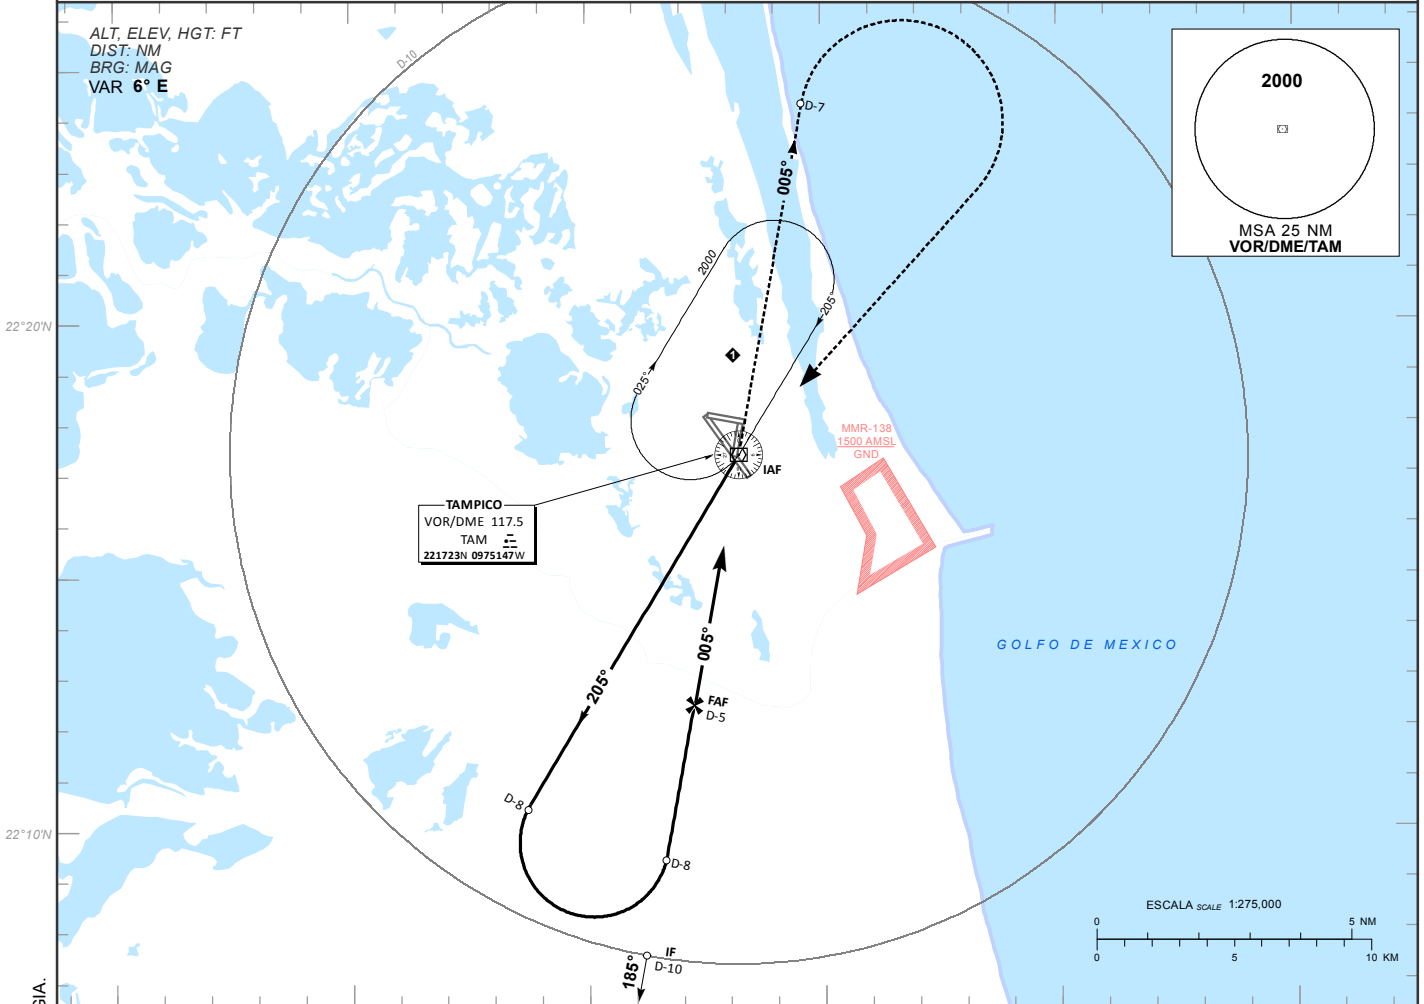 ALT, ELEV, HGT: FT
DIST: NM
BRG: MAG
VAR 6° E
D-10
2000
MSA 25 NM
VOR/DME/TAM
D-7
005°
2000
205°
22°20'N
1
025°
MMR-138
1500 AMSL
GND
IAF
TAMPICO
VOR/DME 117.5
TAM
221723N 0975147W
GOLFO DE MEXICO
005°
205°
FAF
D-5
D-8
22°10'N
D-8
ESCALA SCALE 1:275,000
0 5 NM
0 5 10 KM
IF
D-10
185°
GIA.